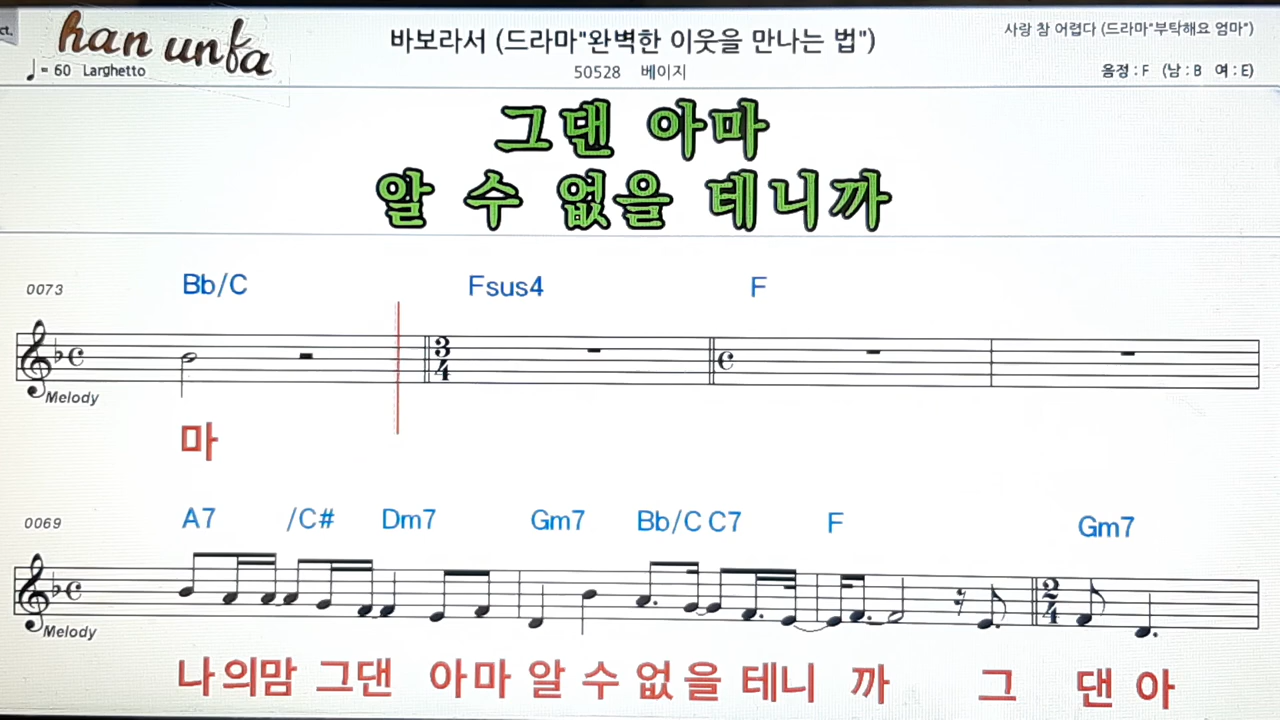 ct.
han unfa
바보라서 (드라마"완벽한 이웃을 만나는 법")
사랑 참 어렵다 (드라마"부탁해요 엄마")
♩= 60 Larghetto
50528 베이지
음정 : F (남 : B 여 : E)
그댄 아마
알 수 없을 테니까
0073 Bb/C Fsus4 F
3
4
Melody
마
0069 A7 /C# Dm7 Gm7 Bb/C C7 F Gm7
2
4
Melody
나의맘 그댄 아마 알 수 없을 테니 까 그 댄 아